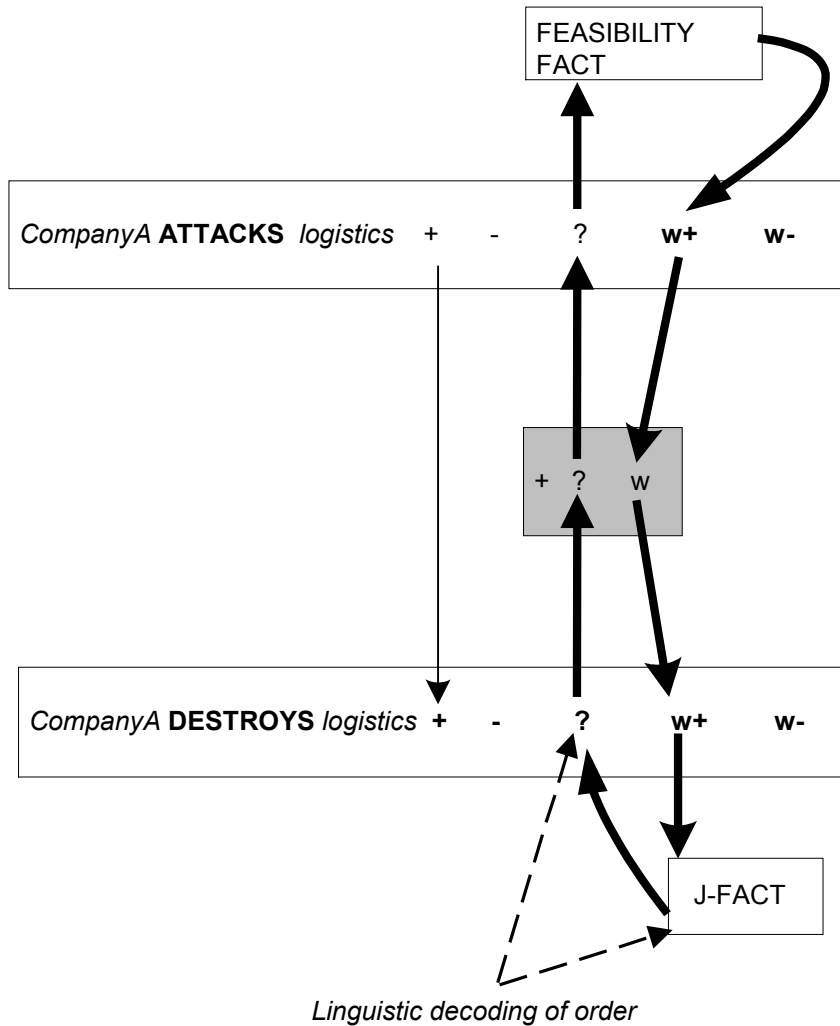 FEASIBILITY
FACT
CompanyA ATTACKS logistics + - ? w+ w-
+ ? w
CompanyA DESTROYS logistics + - ? w+ w-
J-FACT
Linguistic decoding of order